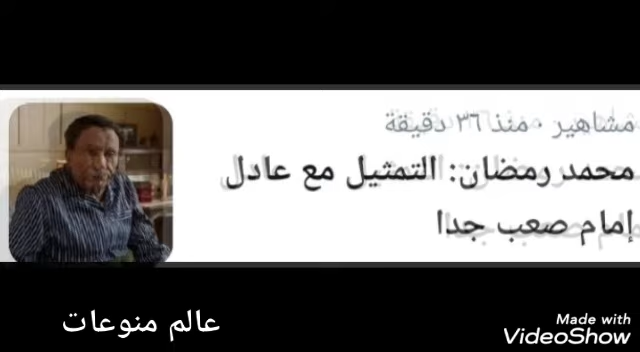 مشاهير · منذ ٣٦ دقيقة
محمد رمضان: التمثيل مع عادل
إمام صعب جدا
عالم منوعات
Made with
VideoShow